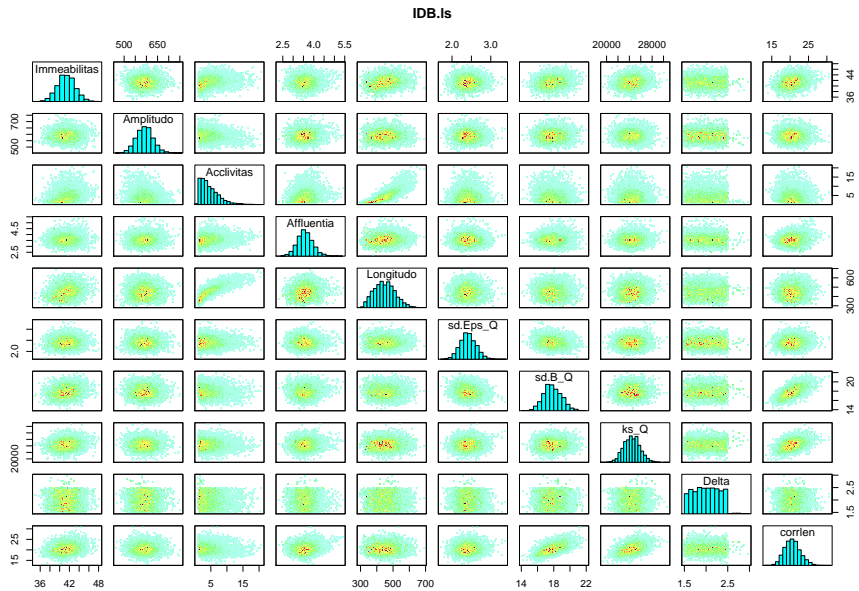 IDB.ls
500 650
2.5 4.0 5.5
2.0 3.0
20000 28000
15 25
Immeabilitas
36 40 44
Amplitudo
500 700
Acclivitas
5 15
Affluentia
2.5 4.5
Longitudo
300 600
sd.Eps_Q
2.0
sd.B_Q
14 20
ks_Q
20000
Delta
1.5 2.5
corrlen
15 25
36 42 48
5 15
300 500 700
14 18 22
1.5 2.5